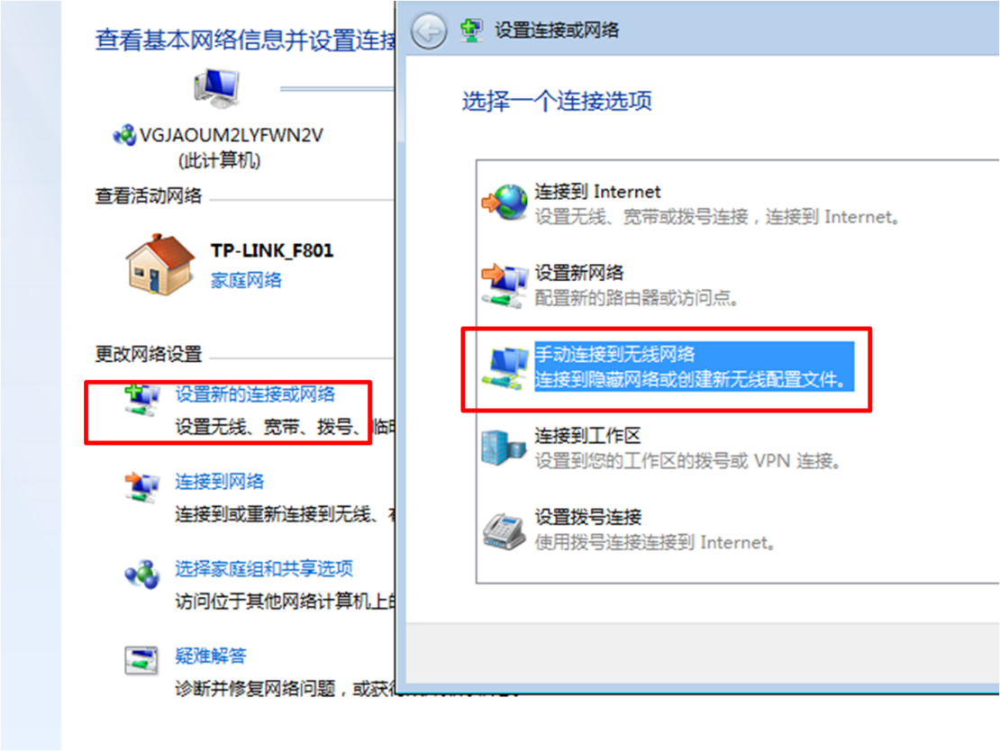 查看基本网络信息并设置连接
VGJAOUM2LYFWN2V
(此计算机)
查看活动网络
TP-LINK_F801
家庭网络
更改网络设置
设置新的连接或网络
设置无线、宽带、拨号、临时
连接到网络
连接到或重新连接到无线、有
选择家庭组和共享选项
访问位于其他网络计算机上的
疑难解答
诊断并修复网络问题，或获得
设置连接或网络
选择一个连接选项
连接到 Internet
设置无线、宽带或拨号连接，连接到 Internet。
设置新网络
配置新的路由器或访问点。
手动连接到无线网络
连接到隐藏网络或创建新无线配置文件。
连接到工作区
设置到您的工作区的拨号或 VPN 连接。
设置拨号连接
使用拨号连接连接到 Internet。